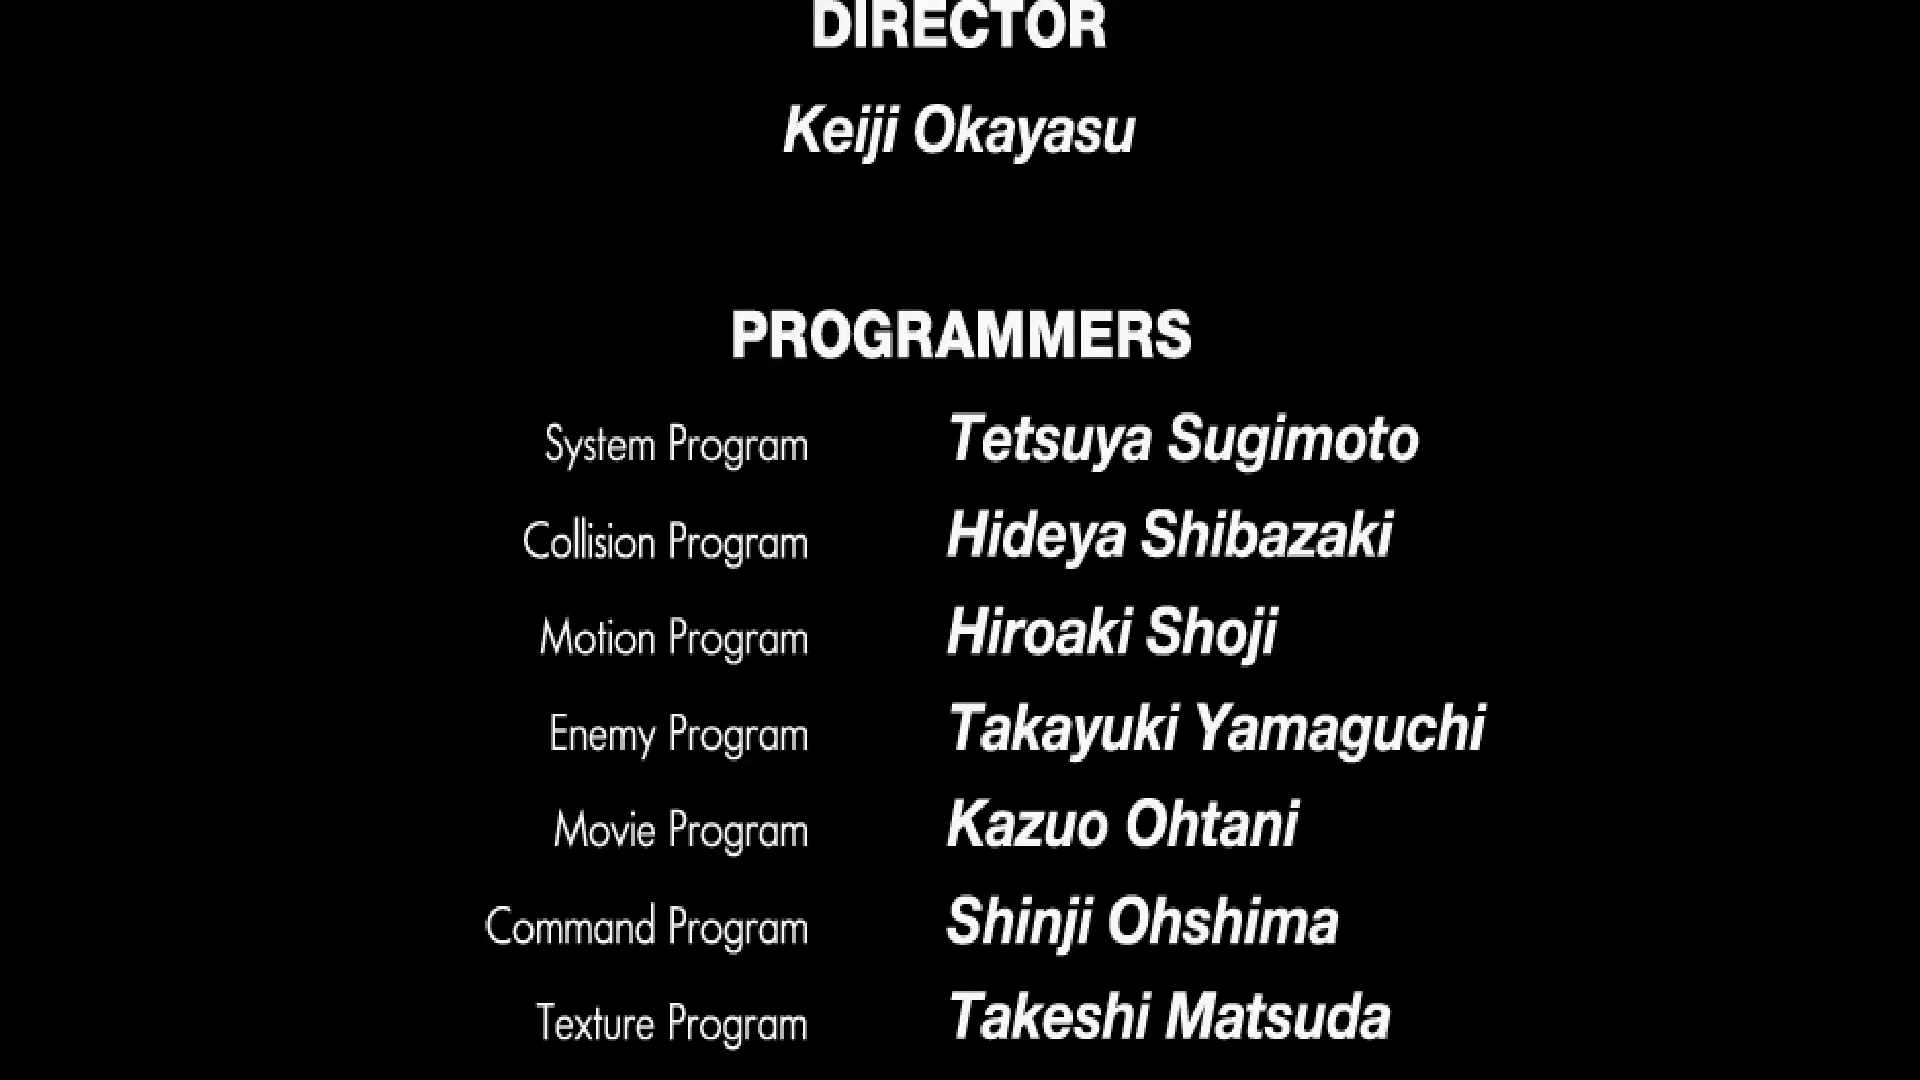 DIRECTOR
Keiji Okayasu
PROGRAMMERS
System Program Tetsuya Sugimoto
Collision Program Hideya Shibazaki
Motion Program Hiroaki Shoji
Enemy Program Takayuki Yamaguchi
Movie Program Kazuo Ohtani
Command Program Shinji Ohshima
Texture Program Takeshi Matsuda